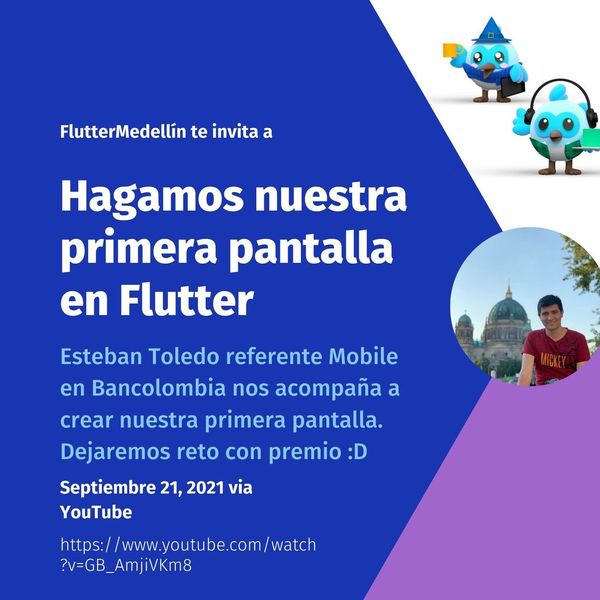 FlutterMedellín te invita a
Hagamos nuestra
primera pantalla
en Flutter
Esteban Toledo referente Mobile
en Bancolombia nos acompaña a
crear nuestra primera pantalla.
Dejaremos reto con premio :D
Septiembre 21, 2021 via
YouTube
https://www.youtube.com/watch
?v=GB_AmjiVKm8
MICKEY